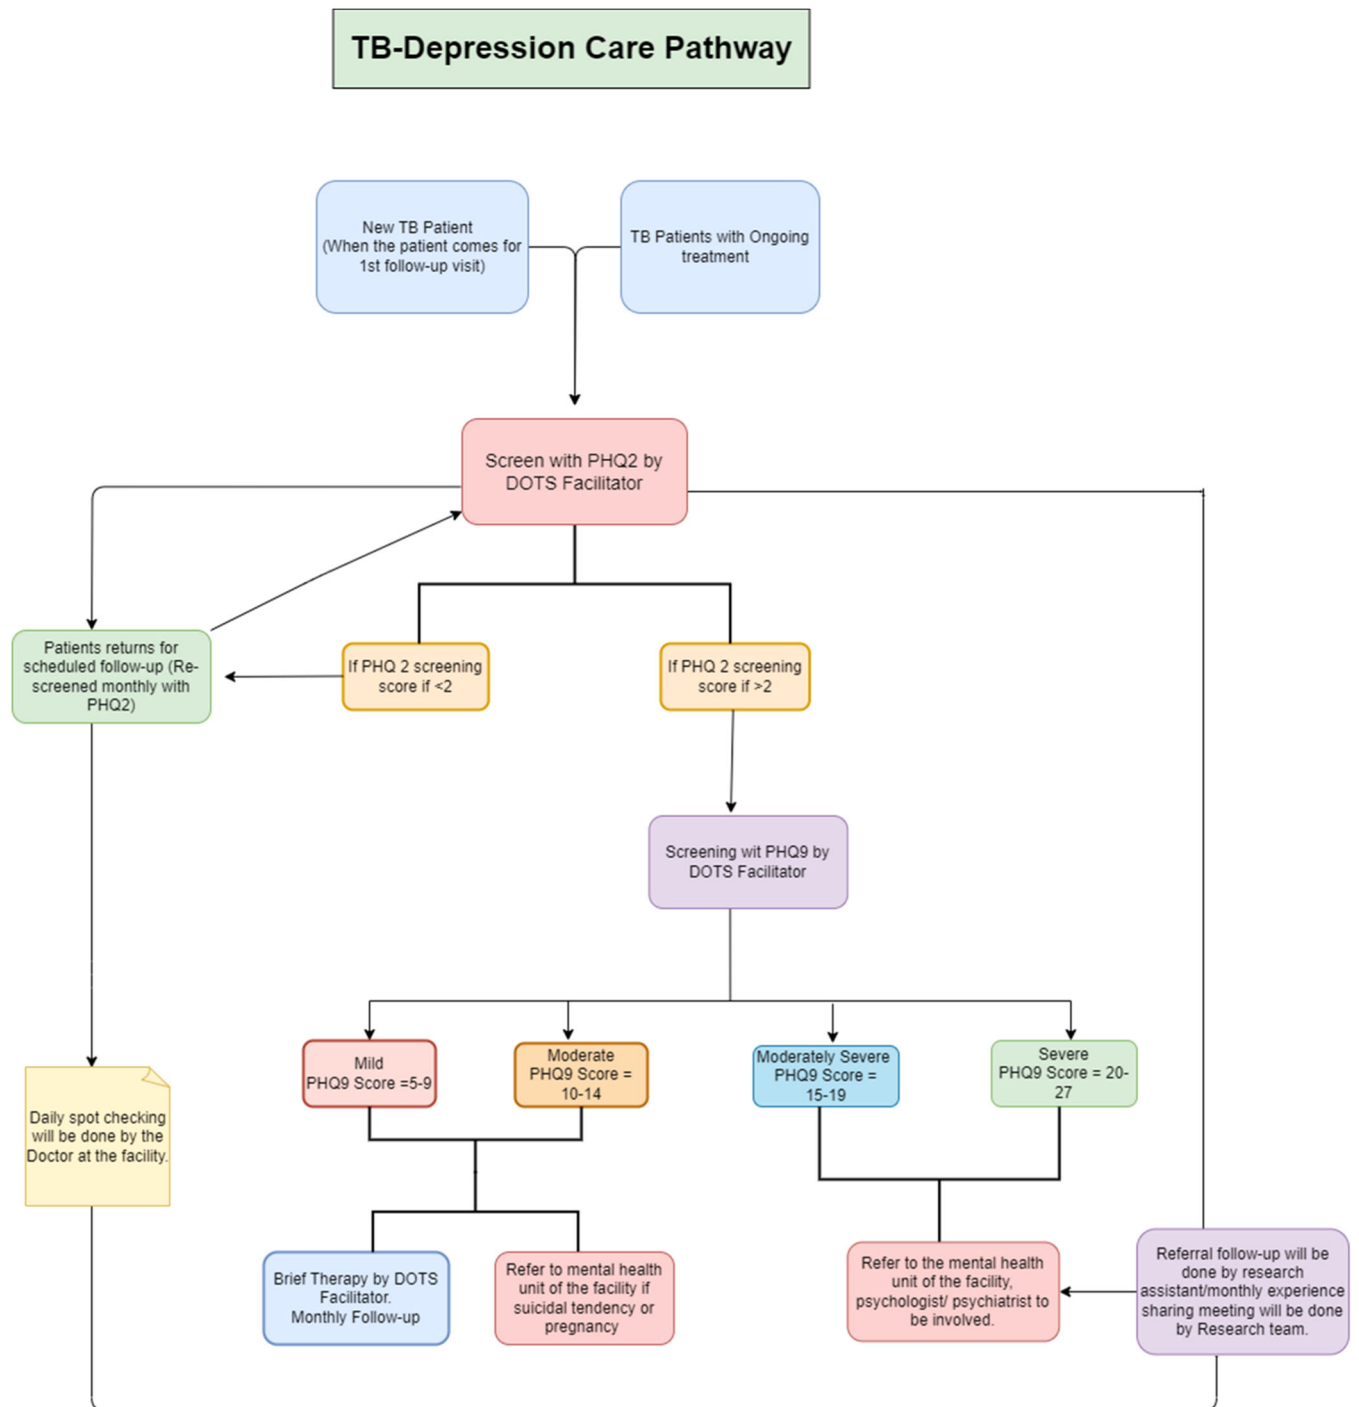 TB-Depression Care Pathway
New TB Patient
(When the patient comes for
1st follow-up visit)
TB Patients with Ongoing
treatment
Screen with PHQ2 by
DOTS Facilitator
Patients returns for
scheduled follow-up (Re-
screened monthly with
PHQ2)
If PHQ 2 screening
score if <2
If PHQ 2 screening
score if >2
Screening wit PHQ9 by
DOTS Facilitator
Mild
PHQ9 Score =5-9
Moderate
PHQ9 Score =
10-14
Moderately Severe
PHQ9 Score =
15-19
Severe
PHQ9 Score = 20-
27
Daily spot checking
will be done by the
Doctor at the facility.
Brief Therapy by DOTS
Facilitator.
Monthly Follow-up
Refer to mental health
unit of the facility if
suicidal tendency or
pregnancy
Refer to the mental health
unit of the facility,
psychologist/ psychiatrist to
be involved.
Referral follow-up will be
done by research
assistant/monthly experience
sharing meeting will be done
by Research team.